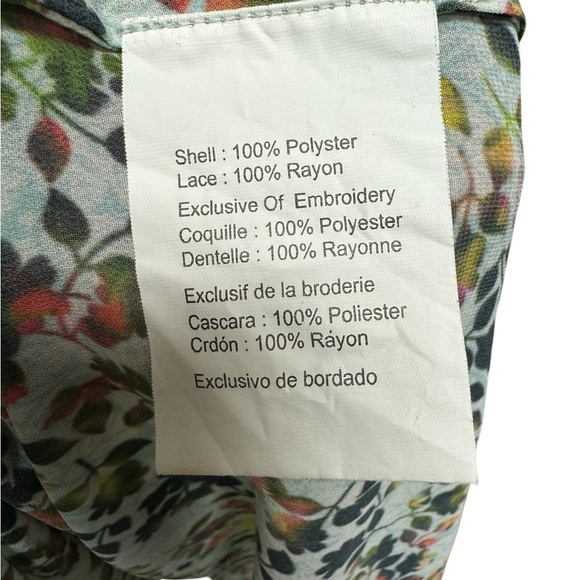 Shell : 100% Polyster
Lace : 100% Rayon
Exclusive Of Embroidery
Coquille : 100% Polyester
Dentelle : 100% Rayonne
Exclusif de la broderie
Cascara : 100% Poliester
Crdón : 100% Ráyon
Exclusivo de bordado